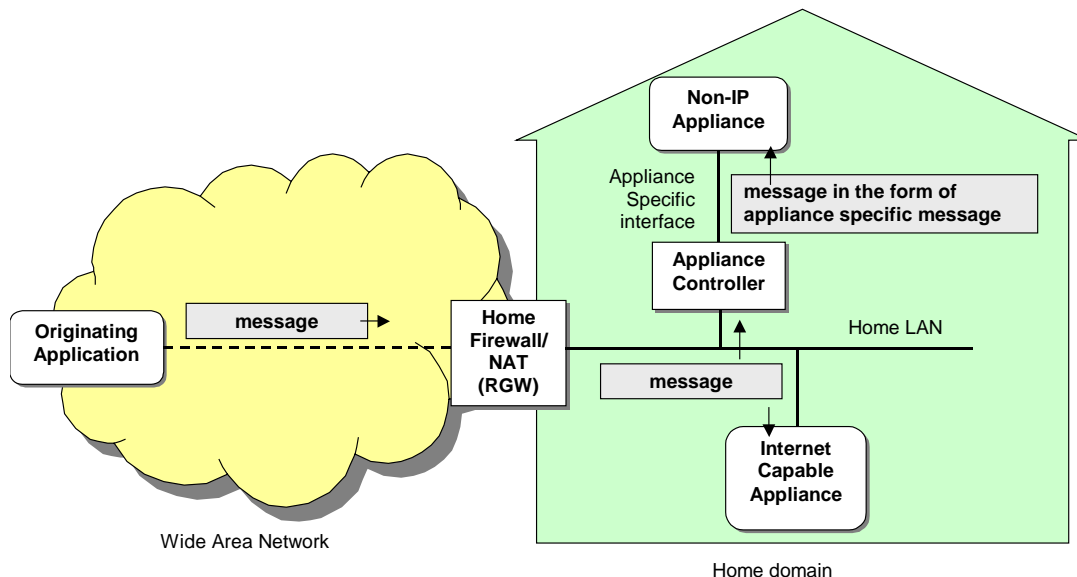 Non-IP
Appliance
Appliance
Specific
interface
message in the form of
appliance specific message
Appliance
Controller
message
Originating
Application
Home
Firewall/
NAT
(RGW)
Home LAN
message
Internet
Capable
Appliance
Wide Area Network
Home domain